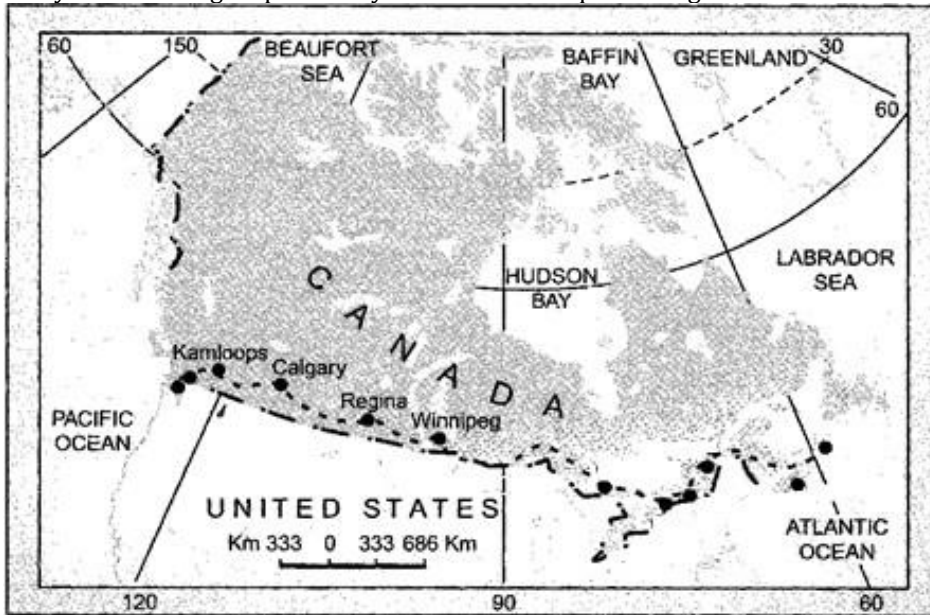 60
150
BEAUFORT
SEA
BAFFIN
BAY
GREENLAND
30
60
LABRADOR
SEA
HUDSON
BAY
CANADA
Kamloops
Calgary
Regina
Winnipeg
PACIFIC
OCEAN
UNITED STATES
Km 333 0 333 686 Km
ATLANTIC
OCEAN
120
90
60